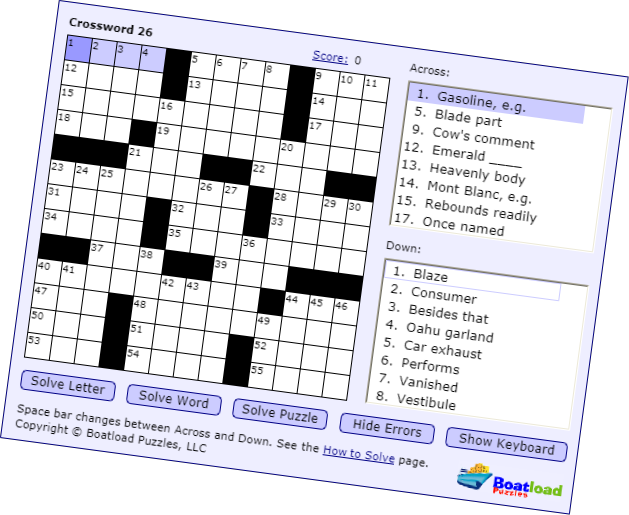 Crossword 26
Score: 0
1 2 3 4 5 6 7 8 9 10 11
12 13 14
15 16 17
18 19 20
21 22
23 24 25 26 27 28 29 30
31 32 33
34 35 36
37 38 39
40 41 42 43 44 45 46
47 48 49
50 51 52
53 54 55
Across:
1. Gasoline, e.g.
5. Blade part
9. Cow's comment
12. Emerald ____
13. Heavenly body
14. Mont Blanc, e.g.
15. Rebounds readily
17. Once named
Down:
1. Blaze
2. Consumer
3. Besides that
4. Oahu garland
5. Car exhaust
6. Performs
7. Vanished
8. Vestibule
Solve Letter
Solve Word
Solve Puzzle
Hide Errors
Show Keyboard
Space bar changes between Across and Down. See the How to Solve page.
Copyright © Boatload Puzzles, LLC
Boatload
Puzzles